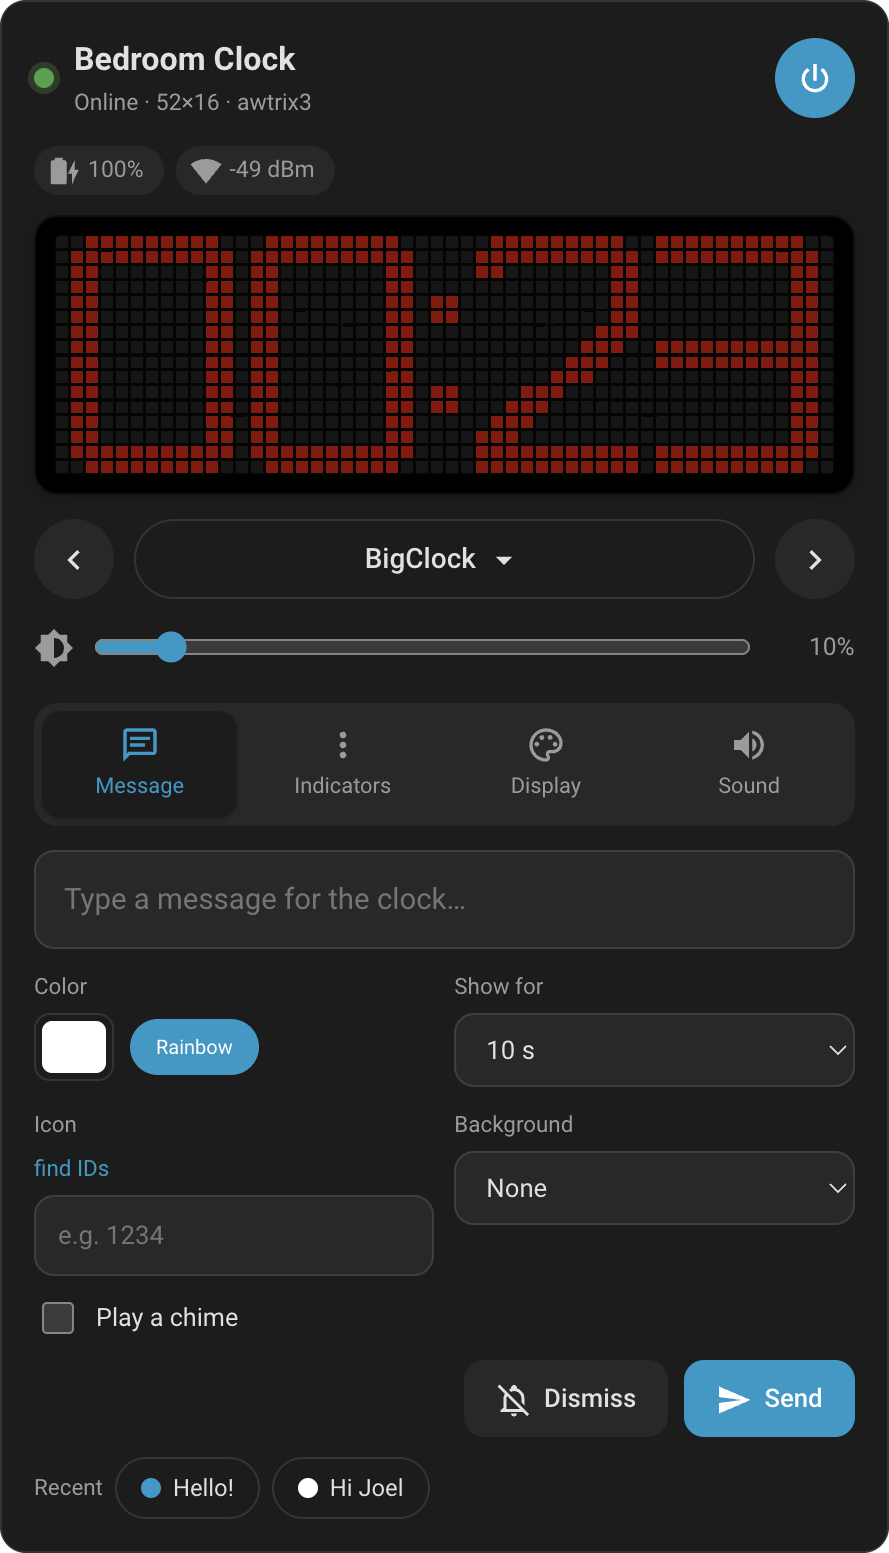 Bedroom Clock
Online · 52×16 · awtrix3
100%
-49 dBm
00:23
BigClock
10%
Message
Indicators
Display
Sound
Type a message for the clock…
Color
Show for
Rainbow
10 s
Icon
Background
find IDs
None
e.g. 1234
Play a chime
Dismiss
Send
Recent
Hello!
Hi Joel